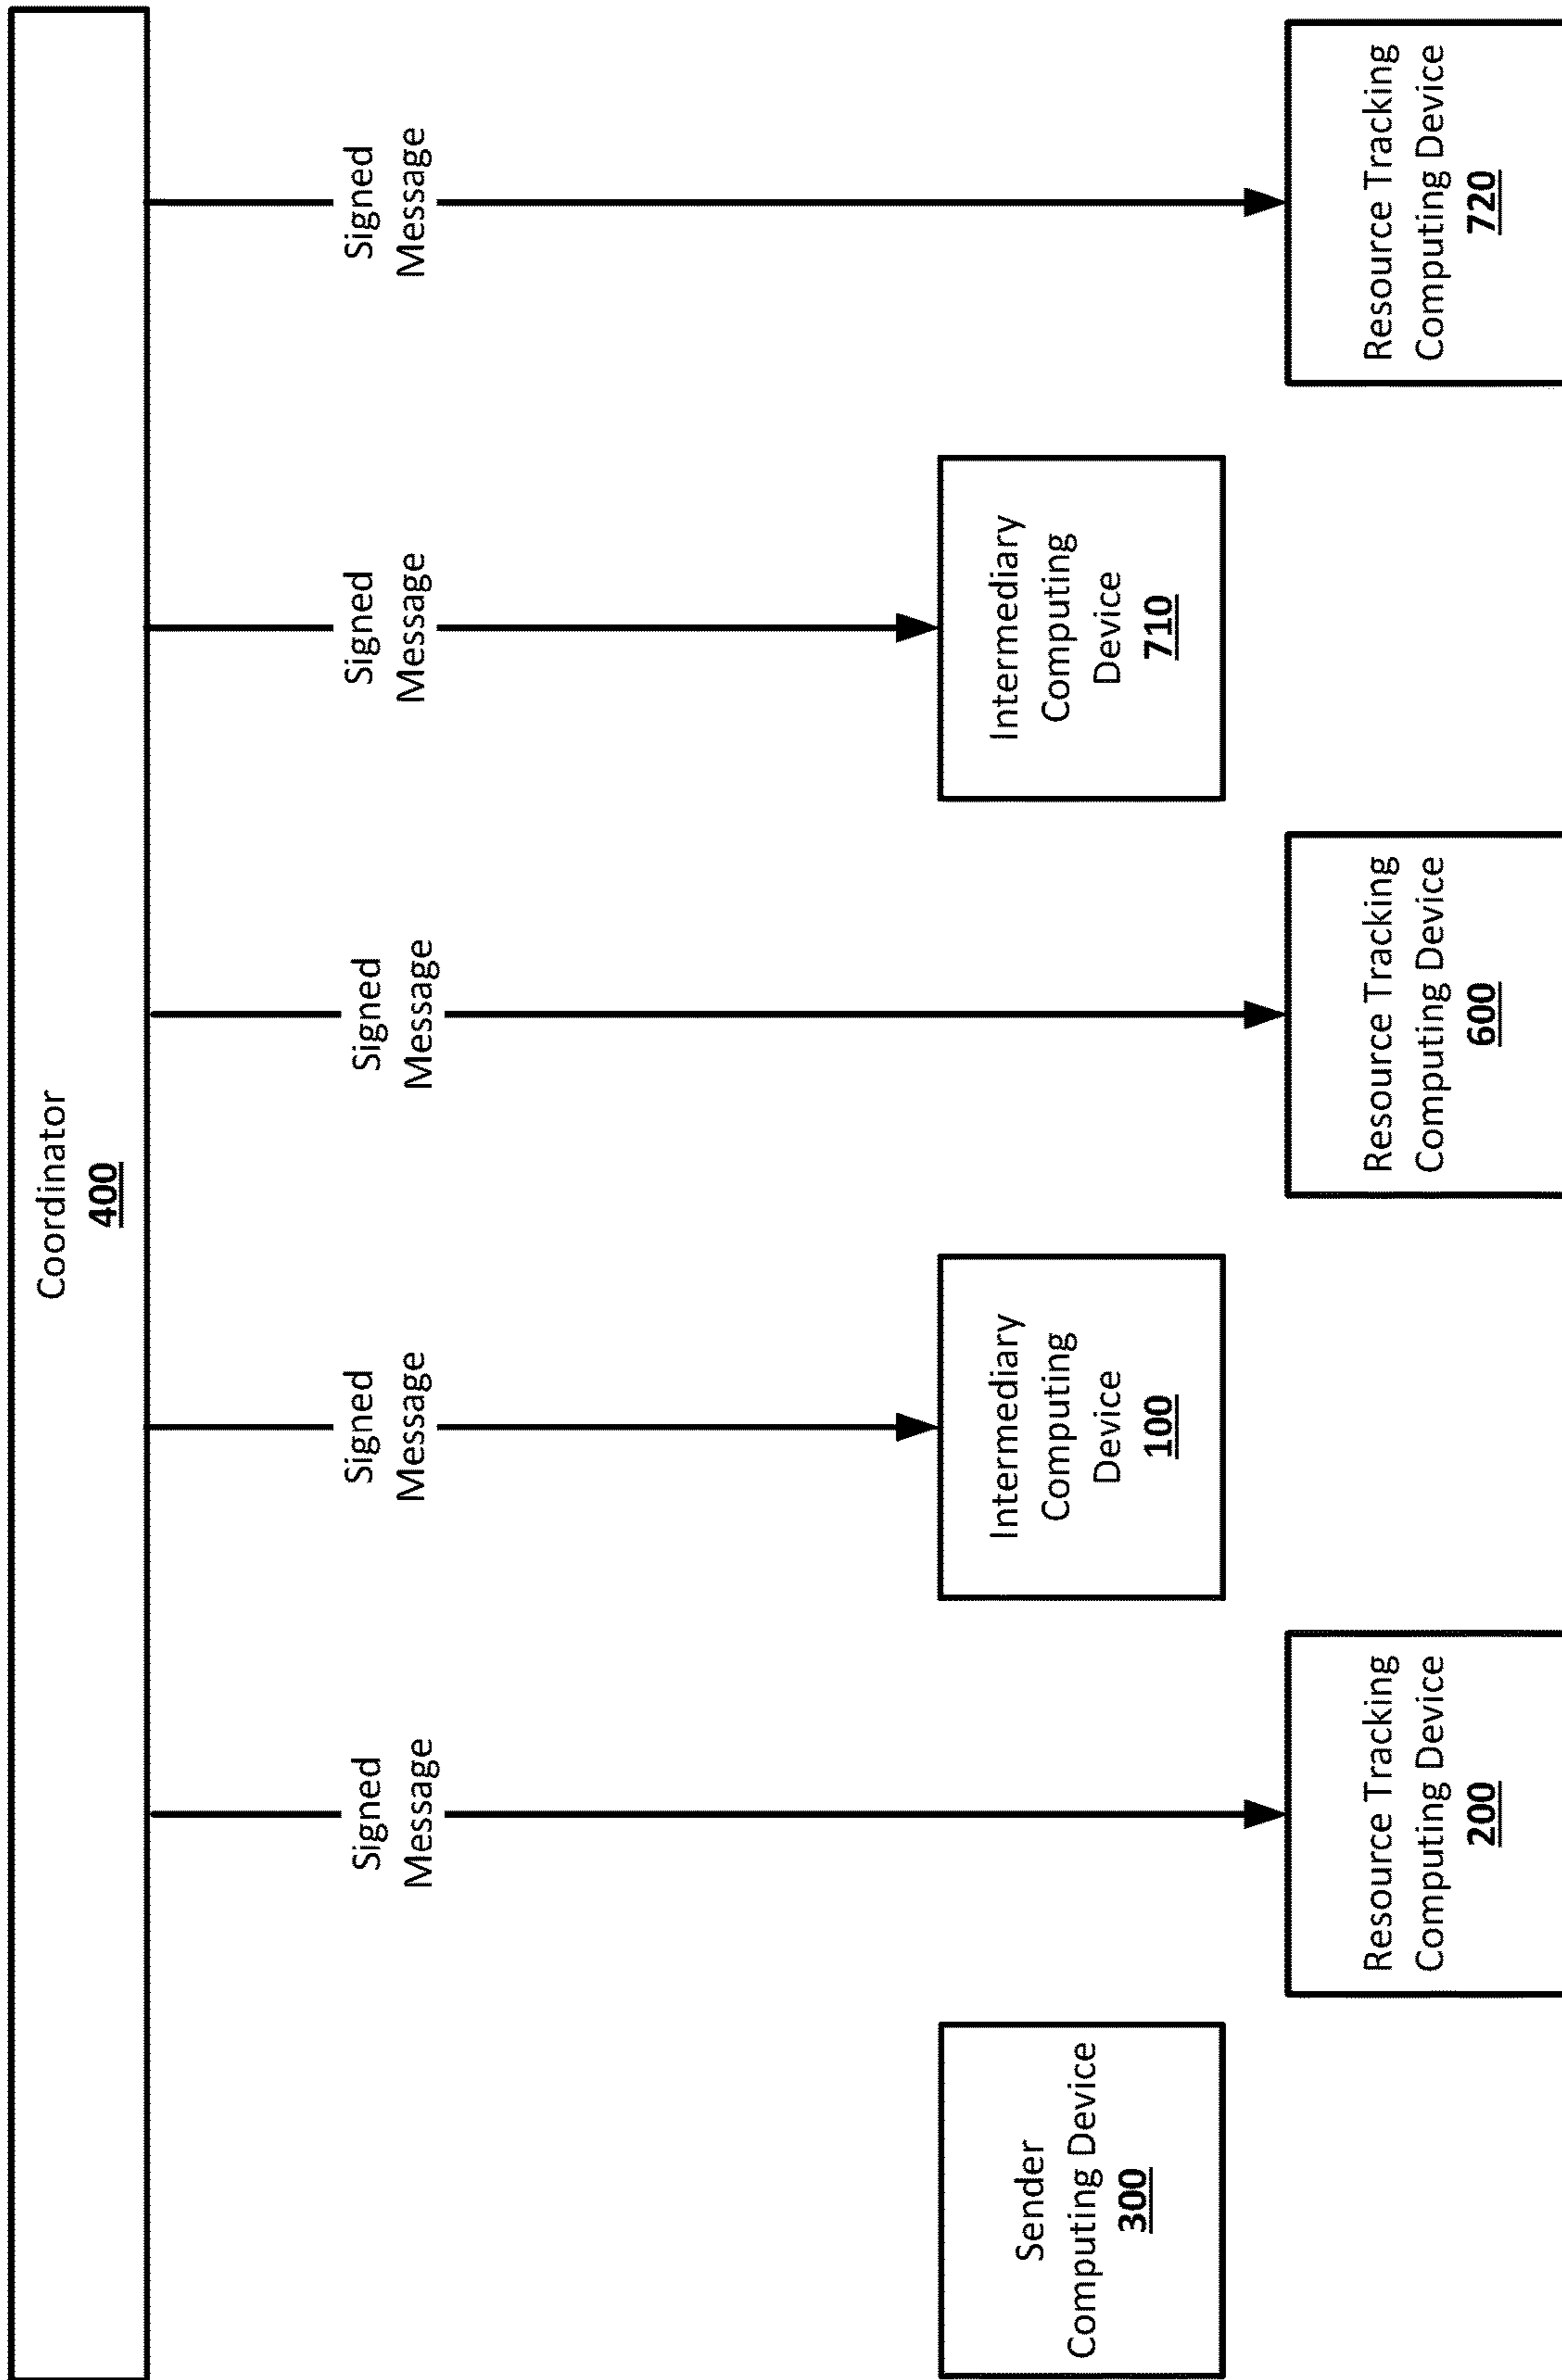 Coordinator
400
Signed
Message
Signed
Message
Signed
Message
Signed
Message
Signed
Message
Sender
Computing Device
300
Intermediary
Computing
Device
100
Intermediary
Computing
Device
710
Resource Tracking
Computing Device
200
Resource Tracking
Computing Device
600
Resource Tracking
Computing Device
720